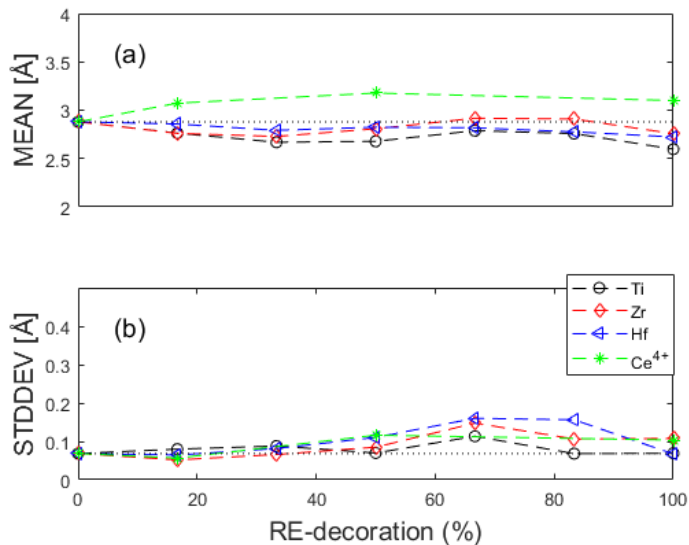 (a)
MEAN [Å]
4
3.5
3
2.5
2
(b)
STDDEV [Å]
0.4
0.3
0.2
0.1
0
Ti
Zr
Hf
Ce⁴⁺
0 20 40 60 80 100
RE-decoration (%)